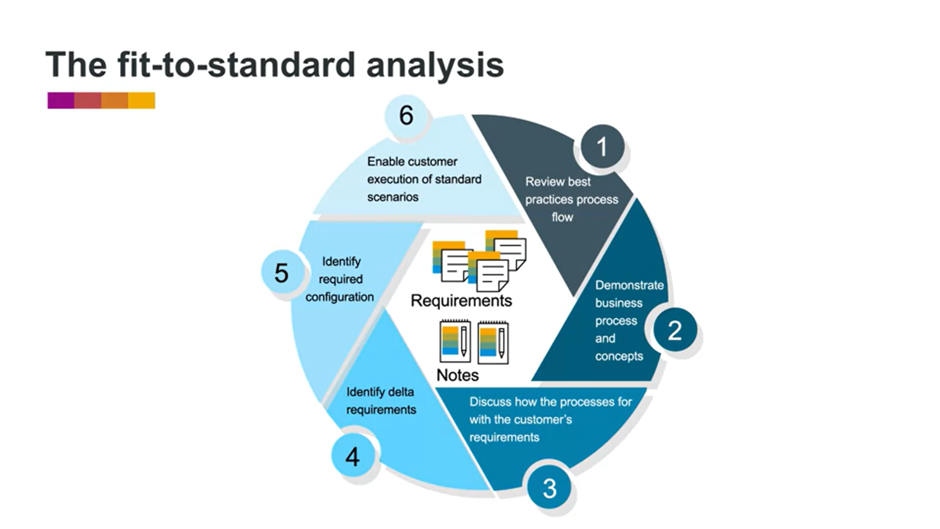 The fit-to-standard analysis
1
Review best
practices process
flow
2
Demonstrate
business
process
and
concepts
3
Discuss how the processes for
with the customer's
requirements
4
Identify delta
requirements
5
Identify
required
configuration
6
Enable customer
execution of standard
scenarios
Requirements
Notes